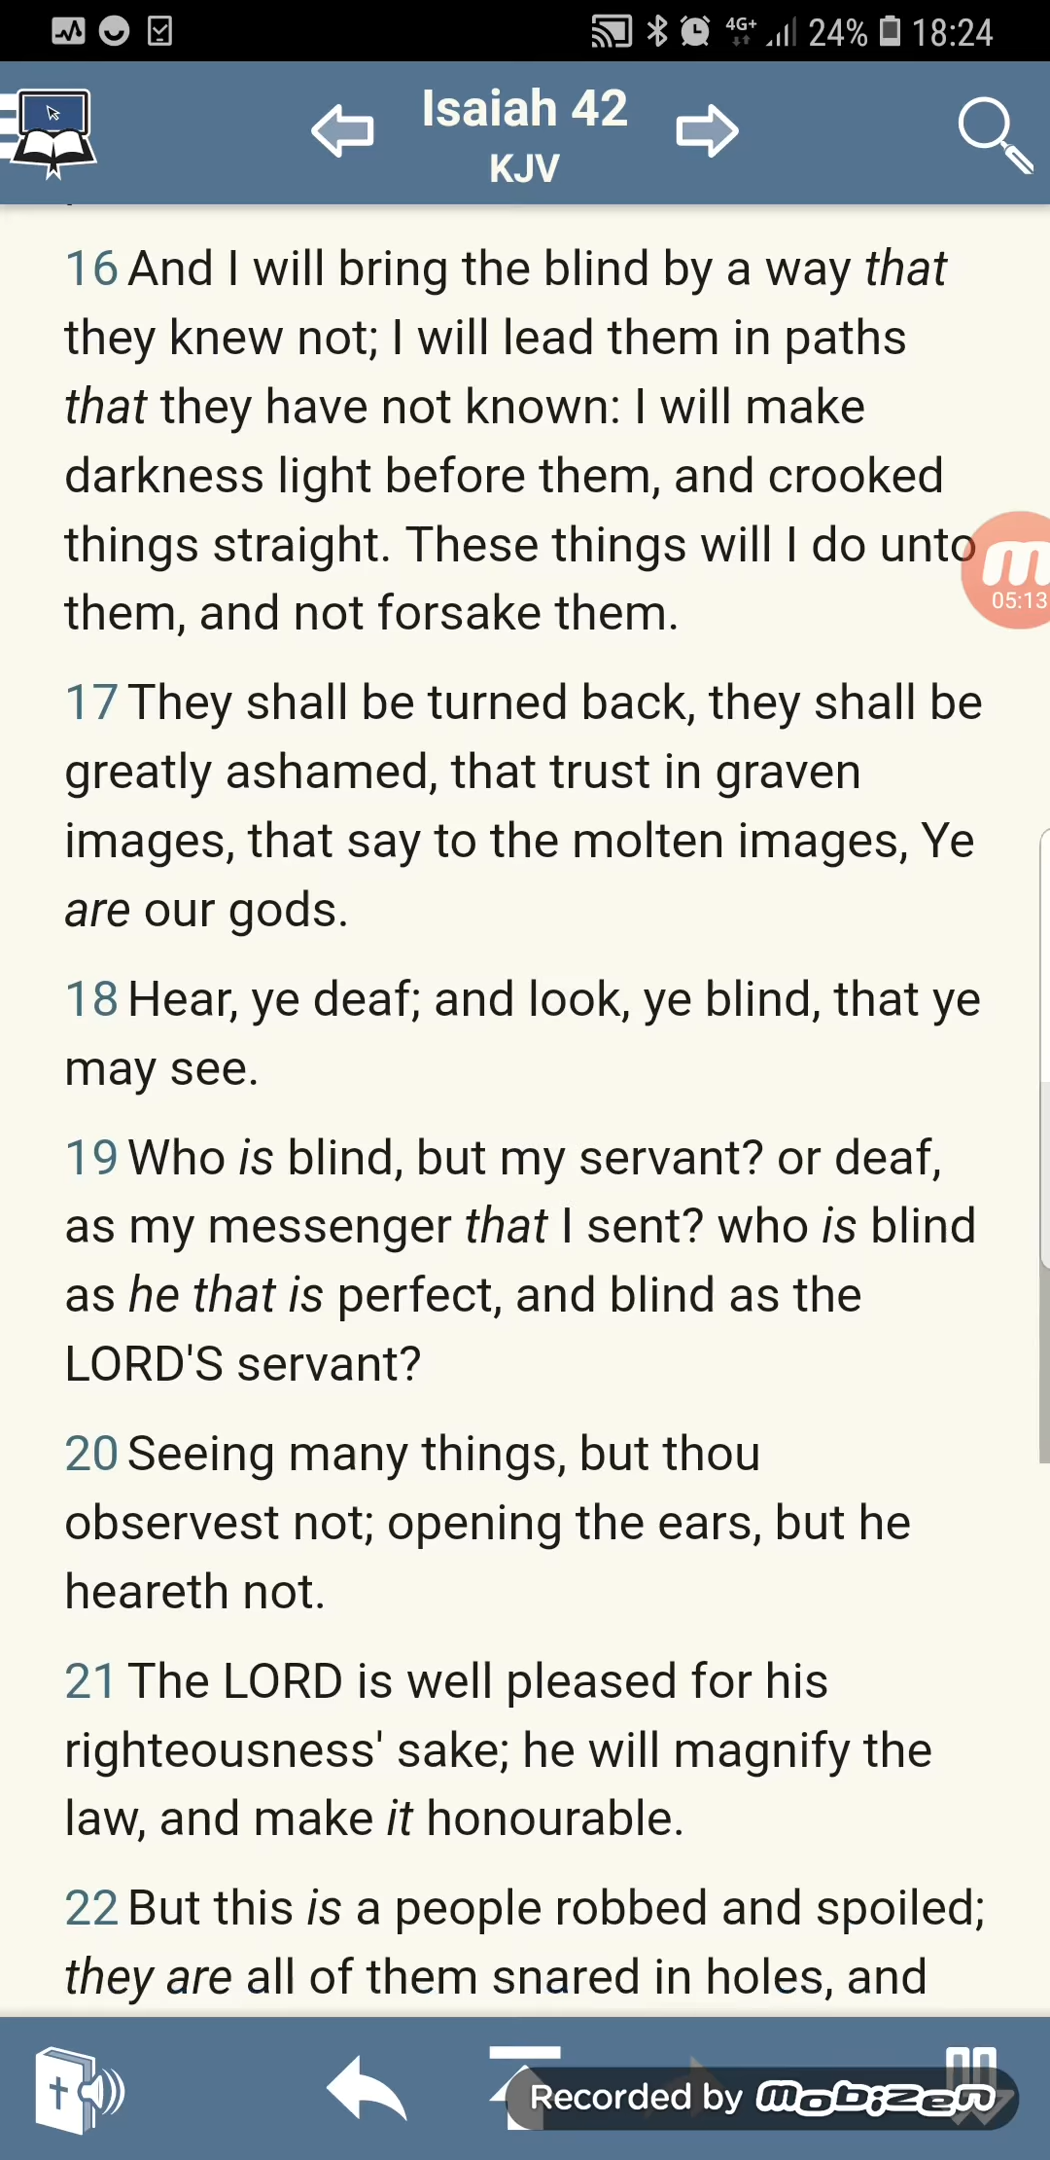 4G+ 24% 18:24
Isaiah 42
KJV
16 And I will bring the blind by a way that
they knew not; I will lead them in paths
that they have not known: I will make
darkness light before them, and crooked
things straight. These things will I do unto
them, and not forsake them.
m
05:13
17 They shall be turned back, they shall be
greatly ashamed, that trust in graven
images, that say to the molten images, Ye
are our gods.
18 Hear, ye deaf; and look, ye blind, that ye
may see.
19 Who is blind, but my servant? or deaf,
as my messenger that I sent? who is blind
as he that is perfect, and blind as the
LORD'S servant?
20 Seeing many things, but thou
observest not; opening the ears, but he
heareth not.
21 The LORD is well pleased for his
righteousness' sake; he will magnify the
law, and make it honourable.
22 But this is a people robbed and spoiled;
they are all of them snared in holes, and
Recorded by mobizen